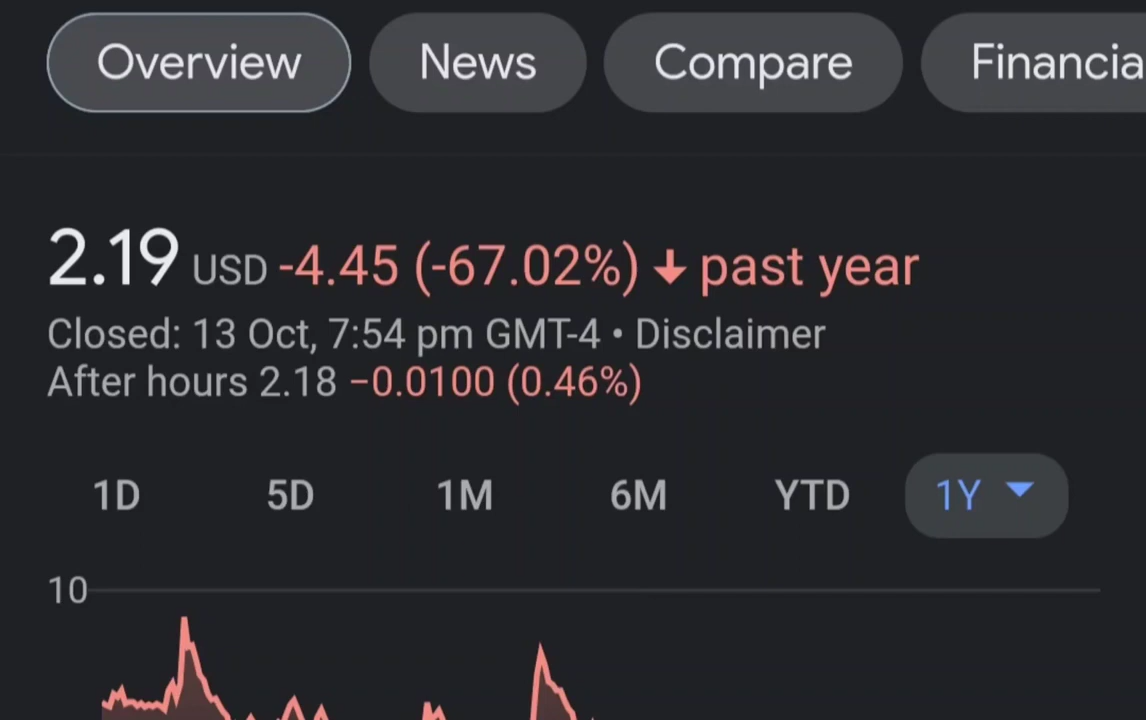 Overview News Compare Financia
2.19 USD -4.45 (-67.02%) ↓ past year
Closed: 13 Oct, 7:54 pm GMT-4 • Disclaimer
After hours 2.18 −0.0100 (0.46%)
1D 5D 1M 6M YTD 1Y
10